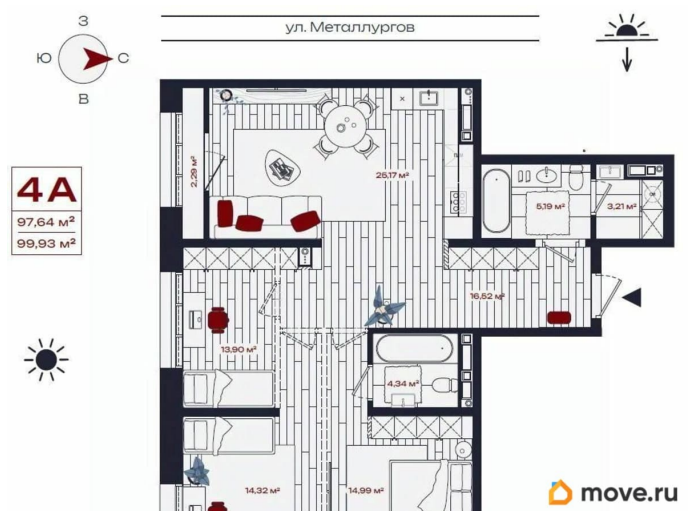 ул. Металлургов
З
Ю
С
В
4А
97,64 м²
99,93 м²
2,29 м²
25,17 м²
5,19 м²
3,21 м²
16,52 м²
13,90 м²
4,34 м²
14,32 м²
14,99 м²
move.ru